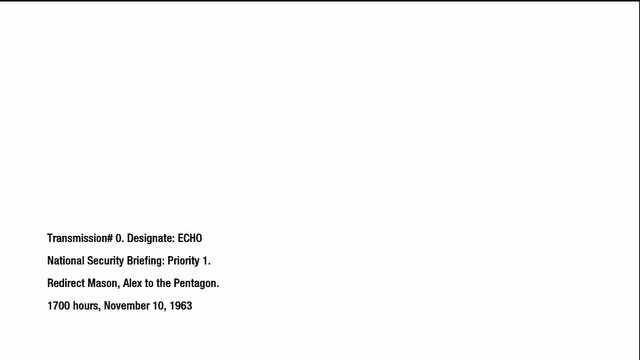 Transmission# 0. Designate: ECHO
National Security Briefing: Priority 1.
Redirect Mason, Alex to the Pentagon.
1700 hours, November 10, 1963